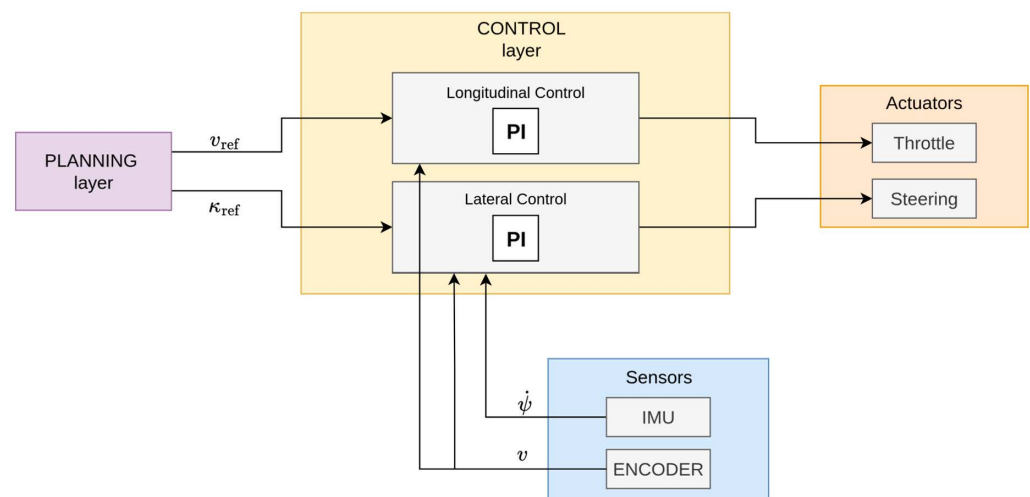 CONTROL
layer
Longitudinal Control
PI
Lateral Control
PI
PLANNING
layer
v_ref
κ_ref
Actuators
Throttle
Steering
Sensors
ψ̇
IMU
v
ENCODER